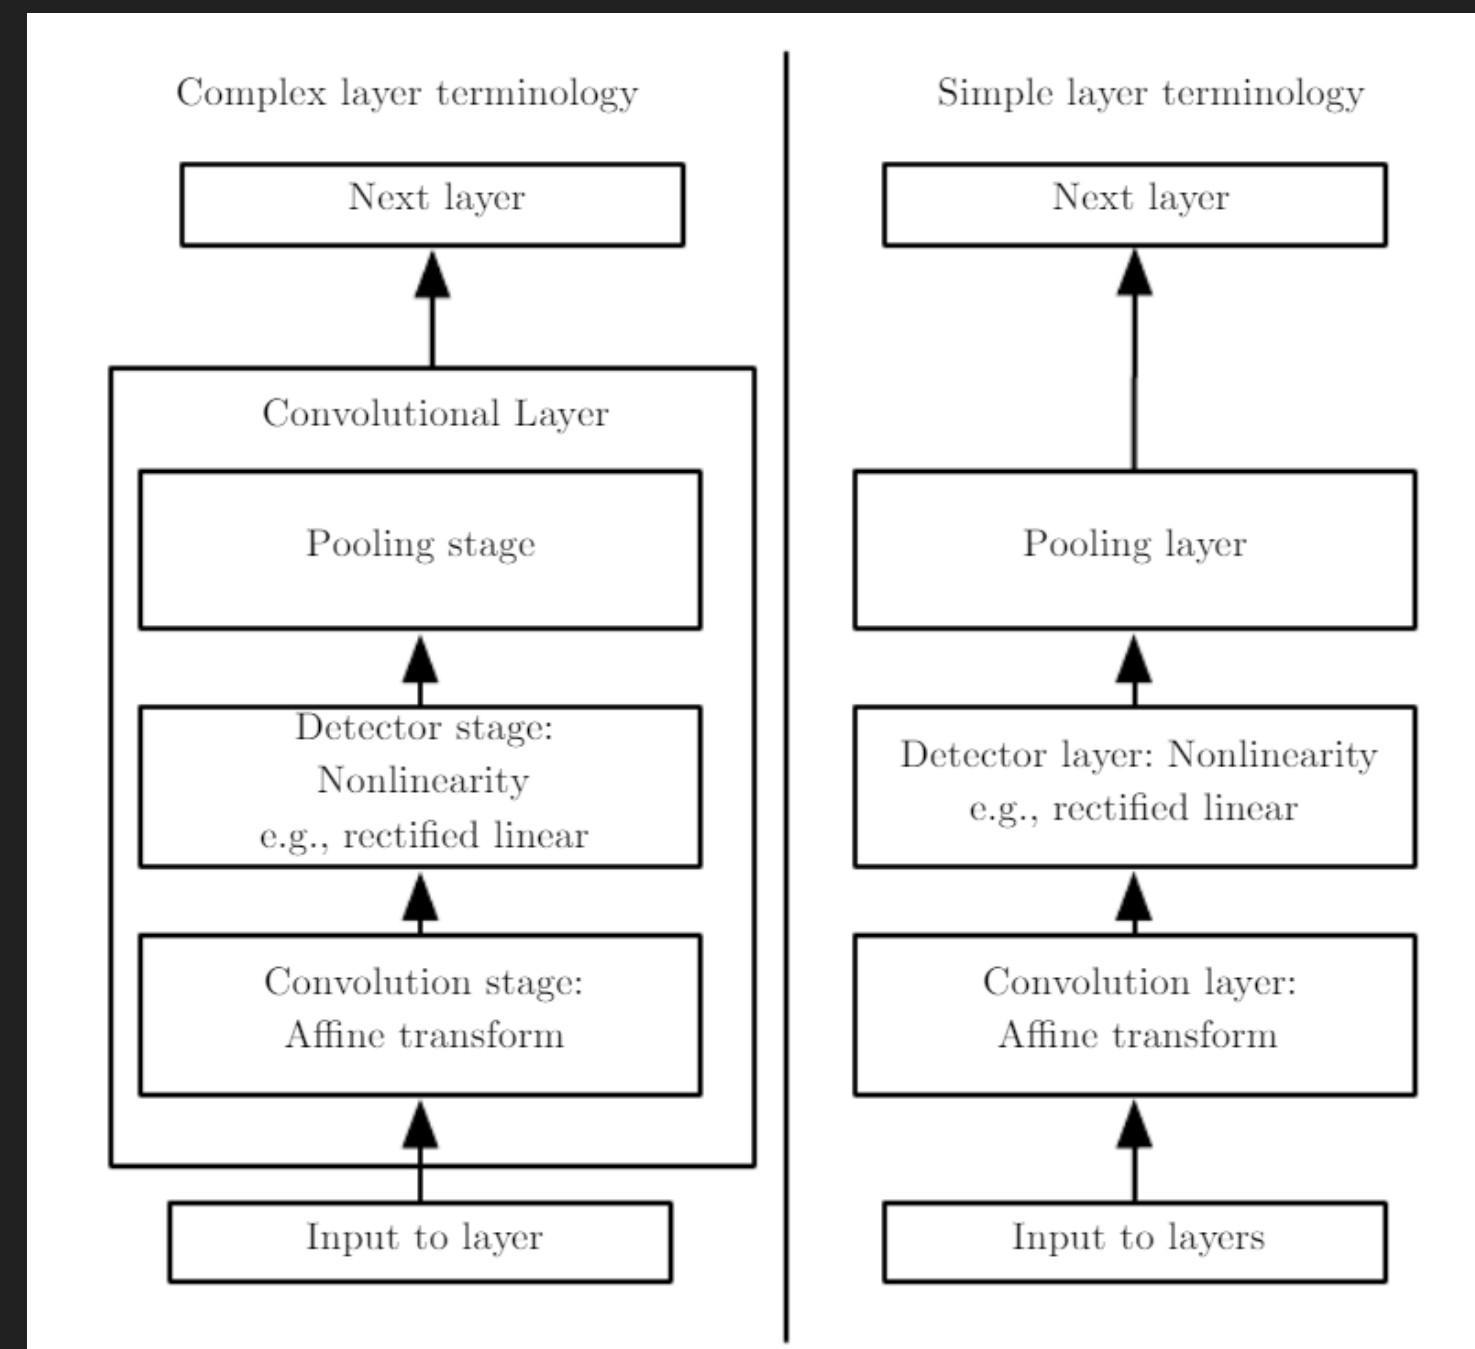 Complex layer terminology
Next layer
Convolutional Layer
Pooling stage
Detector stage:
Nonlinearity
e.g., rectified linear
Convolution stage:
Affine transform
Input to layer
Simple layer terminology
Next layer
Pooling layer
Detector layer: Nonlinearity
e.g., rectified linear
Convolution layer:
Affine transform
Input to layers